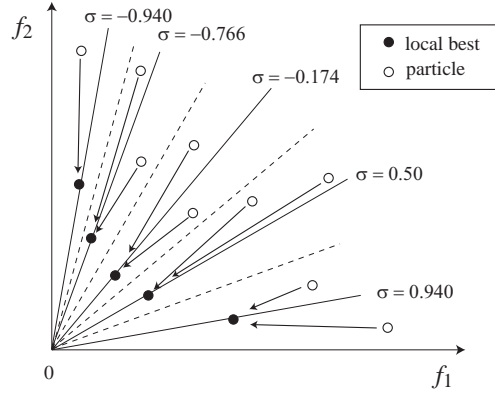 f2
σ = −0.940
σ = −0.766
σ = −0.174
σ = 0.50
σ = 0.940
local best
particle
0
f1